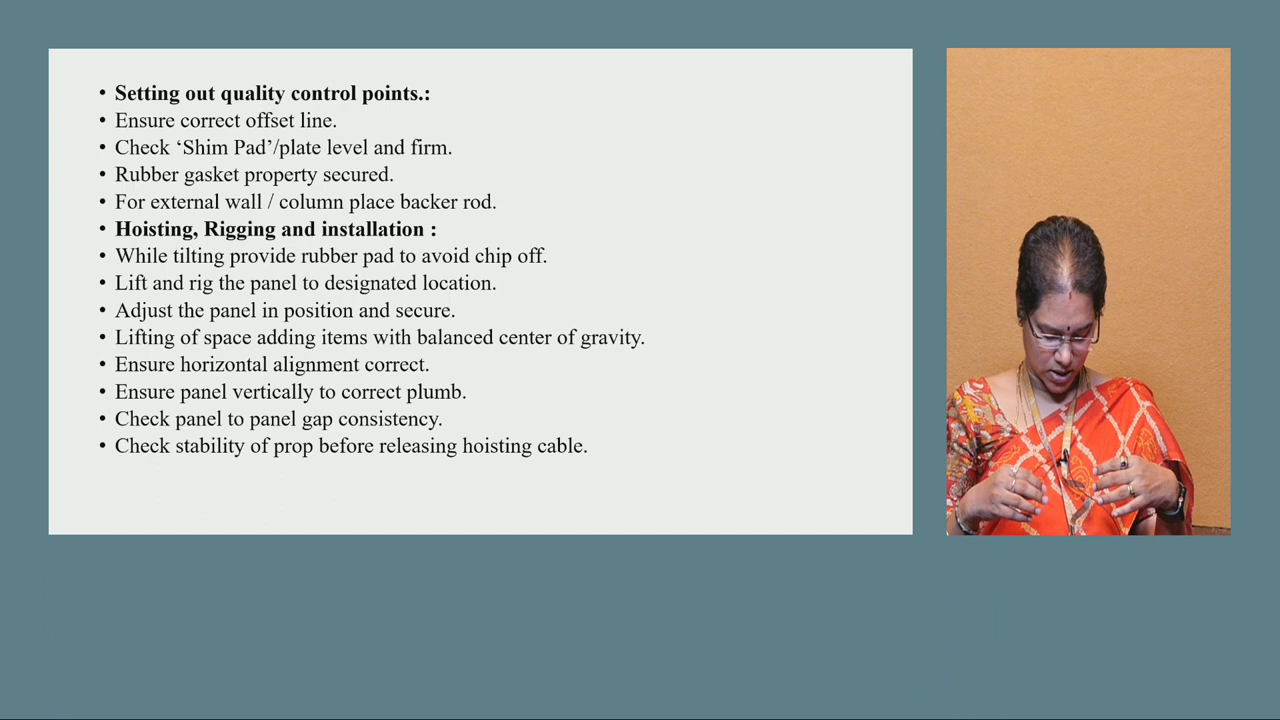 • Setting out quality control points.:
• Ensure correct offset line.
• Check ‘Shim Pad’/plate level and firm.
• Rubber gasket property secured.
• For external wall / column place backer rod.
• Hoisting, Rigging and installation :
• While tilting provide rubber pad to avoid chip off.
• Lift and rig the panel to designated location.
• Adjust the panel in position and secure.
• Lifting of space adding items with balanced center of gravity.
• Ensure horizontal alignment correct.
• Ensure panel vertically to correct plumb.
• Check panel to panel gap consistency.
• Check stability of prop before releasing hoisting cable.